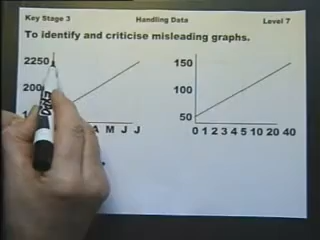 Key Stage 3 Handling Data Level 7
To identify and criticise misleading graphs.
2250
200
A M J J
150
100
50
0 1 2 3 4 5 10 20 40